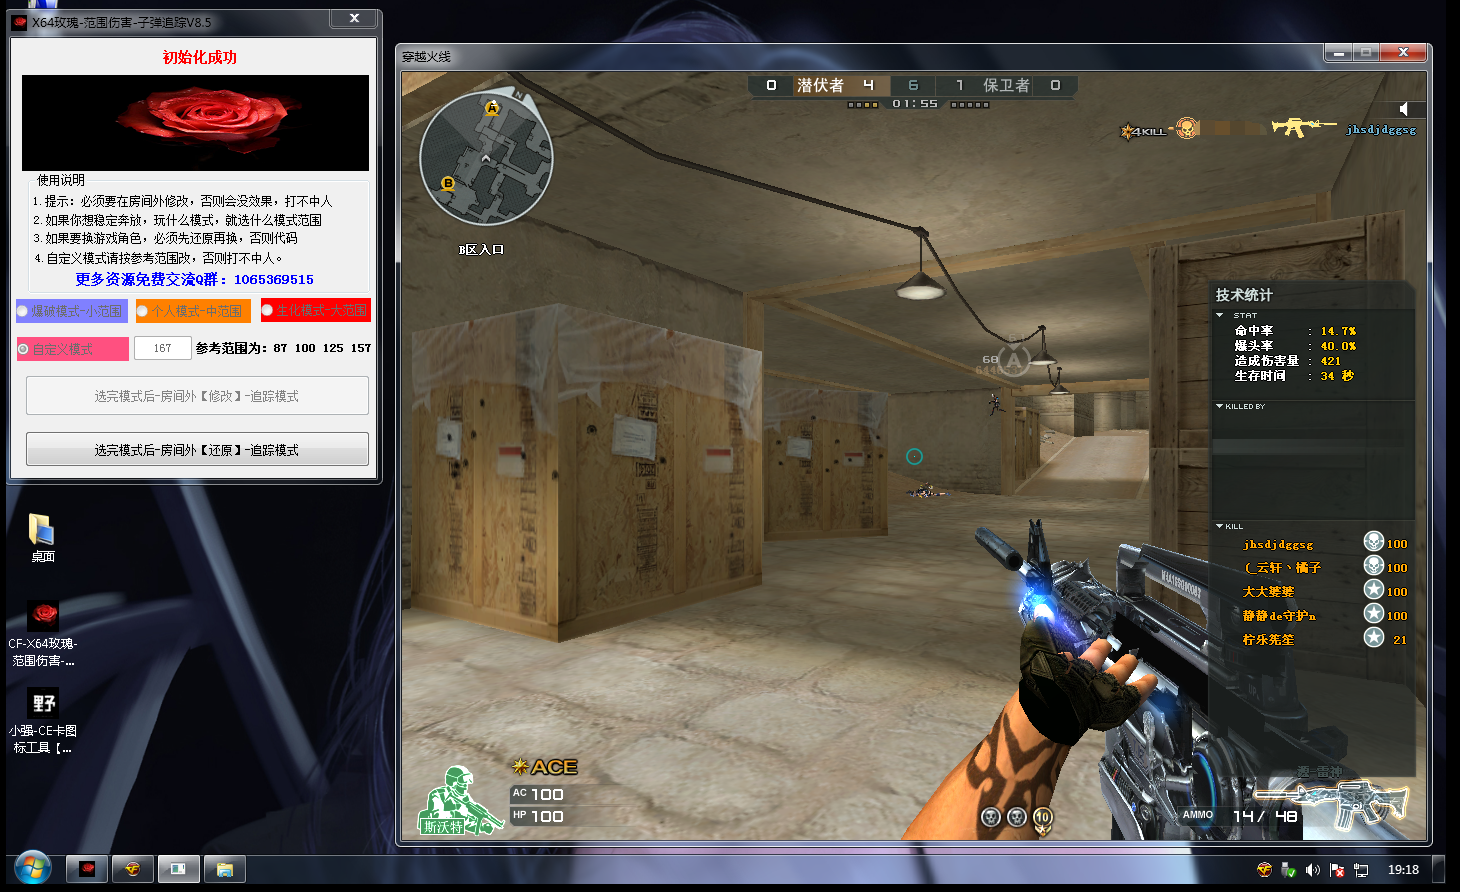 X64玫瑰-范围伤害-子弹追踪V8.5
初始化成功
使用说明
1.提示：必须要在房间外修改，否则会没效果，打不中人
2.如果你想稳定奔放，玩什么模式，就选什么模式范围
3.如果要换游戏角色，必须先还原再换，否则代码
4.自定义模式请按参考范围改，否则打不中人。
更多资源免费交流Q群：1065369515
爆破模式-小范围
个人模式-中范围
生化模式-大范围
自定义模式
167
参考范围为：87 100 125 157
选完模式后-房间外【修改】-追踪模式
选完模式后-房间外【还原】-追踪模式
桌面
CF-X64玫瑰-
范围伤害-...
野
小强-CE卡图
标工具【...
穿越火线
0 潜伏者 4 6 1 保卫者 0
01:55
N
A
B
B区入口
4KILL
jhsdjdggsg
68
A
技术统计
STAT
命中率 : 14.7%
爆头率 : 40.0%
造成伤害量 : 421
生存时间 : 34 秒
KILLED BY
KILL
jhsdjdggsg 100
(_云轩丶橘子 100
大大婆婆 100
静静de守护n 100
柠乐筅笙 21
ACE
AC 100
HP 100
斯沃特
10
AMMO 14 / 48
19:18